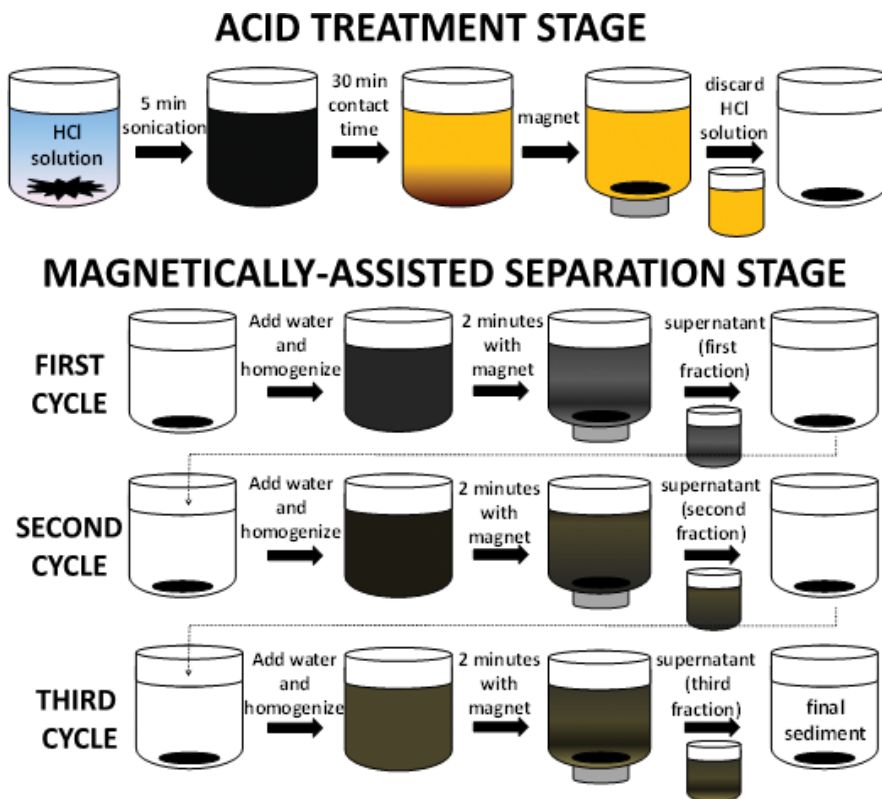 ACID TREATMENT STAGE
HCl
solution
5 min
sonication
30 min
contact
time
magnet
discard
HCl
solution
MAGNETICALLY-ASSISTED SEPARATION STAGE
FIRST
CYCLE
Add water
and
homogenize
2 minutes
with
magnet
supernatant
(first
fraction)
SECOND
CYCLE
Add water
and
homogenize
2 minutes
with
magnet
supernatant
(second
fraction)
THIRD
CYCLE
Add water
and
homogenize
2 minutes
with
magnet
supernatant
(third
fraction)
final
sediment